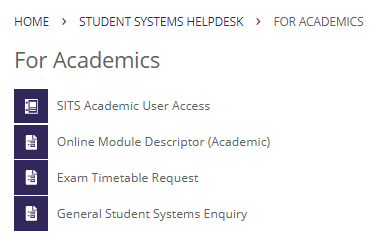 HOME > STUDENT SYSTEMS HELPDESK > FOR ACADEMICS
For Academics
SITS Academic User Access
Online Module Descriptor (Academic)
Exam Timetable Request
General Student Systems Enquiry